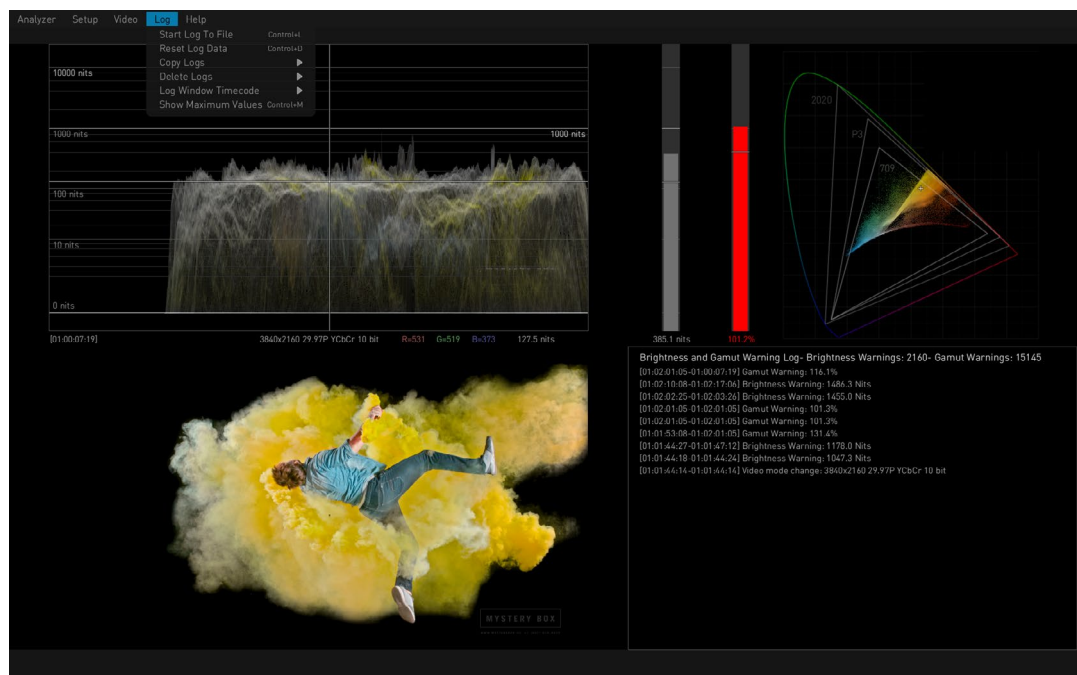 Analyzer Setup Video Log Help
Start Log To File Control+L
Reset Log Data Control+D
Copy Logs
Delete Logs
Log Window Timecode
Show Maximum Values Control+M
10000 nits
1000 nits 1000 nits
100 nits
10 nits
0 nits
2020
P3
709
[01:00:07:19] 3840x2160 29.97P YCbCr 10 bit R=531 G=519 B=373 127.5 nits
385.1 nits 101.2%
Brightness and Gamut Warning Log- Brightness Warnings: 2160- Gamut Warnings: 15145
[01:02:01:05-01:00:07:19] Gamut Warning: 116.1%
[01:02:10:08-01:02:17:06] Brightness Warning: 1486.3 Nits
[01:02:02:25-01:02:03:26] Brightness Warning: 1455.0 Nits
[01:02:01:05-01:02:01:05] Gamut Warning: 101.3%
[01:02:01:05-01:02:01:05] Gamut Warning: 101.3%
[01:01:53:08-01:02:01:05] Gamut Warning: 131.4%
[01:01:44:27-01:01:47:12] Brightness Warning: 1178.0 Nits
[01:01:44:18-01:01:44:24] Brightness Warning: 1047.3 Nits
[01:01:44:14-01:01:44:14] Video mode change: 3840x2160 29.97P YCbCr 10 bit
MYSTERY BOX